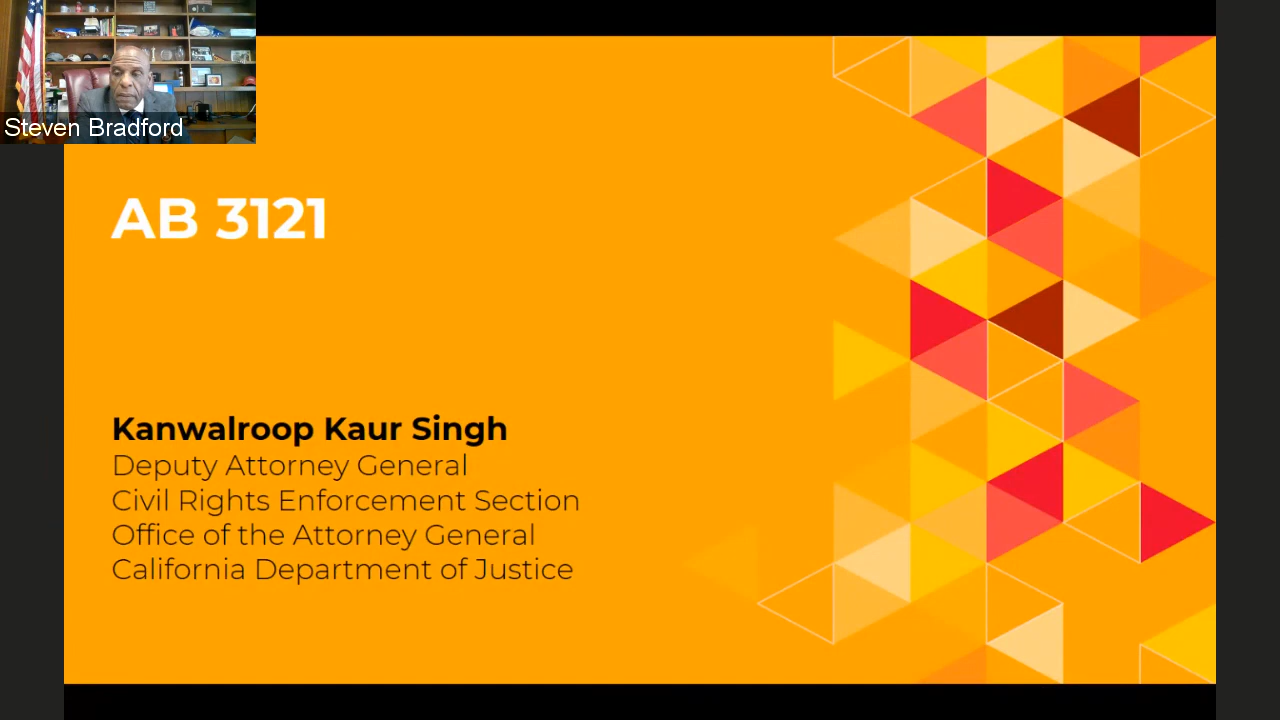 Steven Bradford
AB 3121
Kanwalroop Kaur Singh
Deputy Attorney General
Civil Rights Enforcement Section
Office of the Attorney General
California Department of Justice